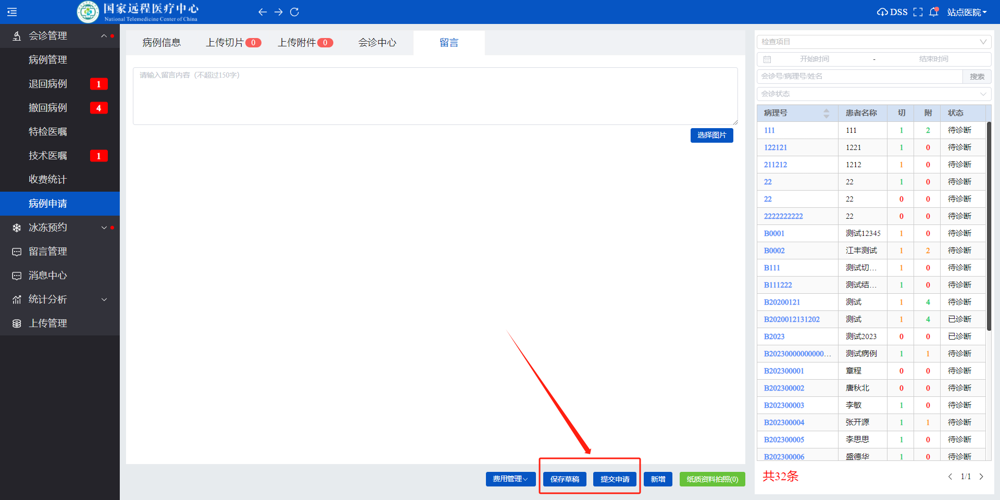 国家远程医疗中心
National Telemedicine Center of China
DSS
站点医院
会诊管理
病例管理
退回病例 1
撤回病例 4
特检医嘱
技术医嘱 1
收费统计
病例申请
冰冻预约
留言管理
消息中心
统计分析
上传管理
病例信息 上传切片 0 上传附件 0 会诊中心 留言
请输入留言内容（不超过150字）
选择图片
费用管理 保存草稿 提交申请 新增 纸质资料拍照(0)
检查项目
开始时间 - 结束时间
会诊号/病理号/姓名 搜索
会诊状态
病理号 患者名称 切 附 状态
111 111 1 2 待诊断
122121 1221 1 0 待诊断
211212 1212 1 0 待诊断
22 22 1 0 待诊断
22 22 0 0 待诊断
2222222222 22 0 0 待诊断
B0001 测试12345 1 0 待诊断
B0002 江丰测试 1 2 待诊断
B111 测试切... 1 0 待诊断
B111222 测试结... 1 0 待诊断
B20200121 测试 1 4 待诊断
B2020012131202 测试 1 4 已诊断
B2023 测试2023 0 0 已诊断
B20230000000000... 测试病例 1 1 待诊断
B202300001 章程 0 0 待诊断
B202300002 唐秋北 0 0 待诊断
B202300003 李敏 1 0 待诊断
B202300004 张开源 1 1 待诊断
B202300005 李思思 1 0 待诊断
B202300006 盛德华 1 0 待诊断
共32条
1/1